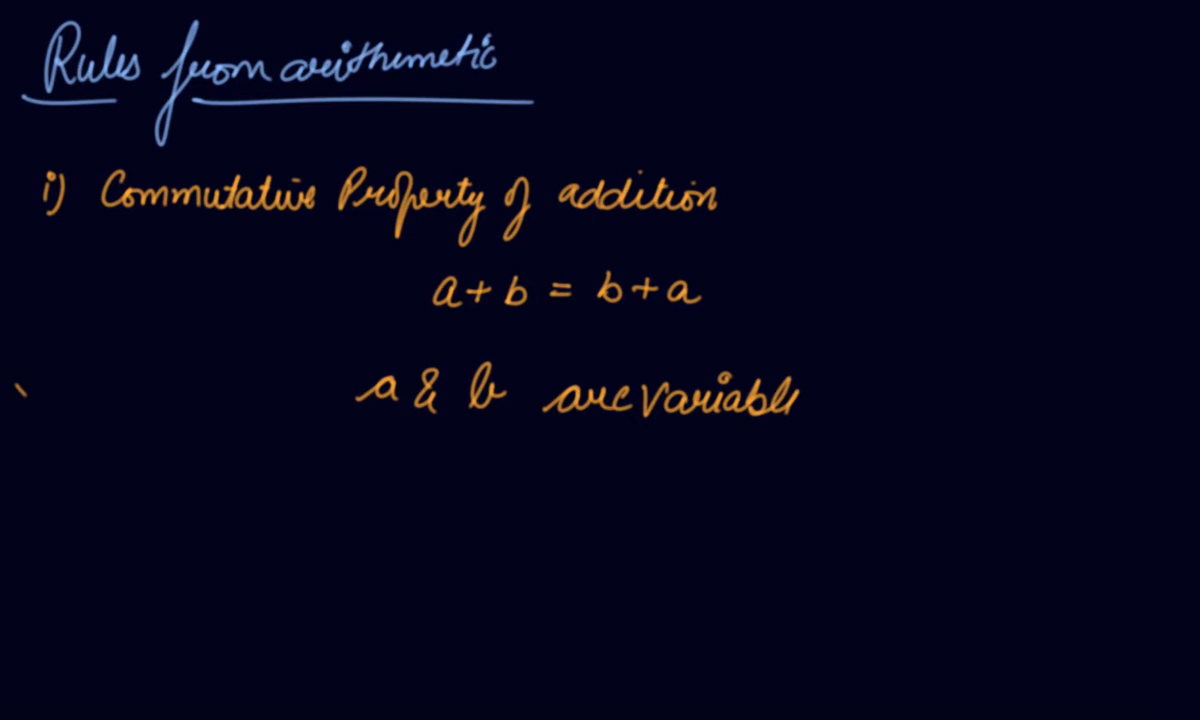 Rules from arithmetic
i) Commutative Property of addition
a + b = b + a
a & b are variable